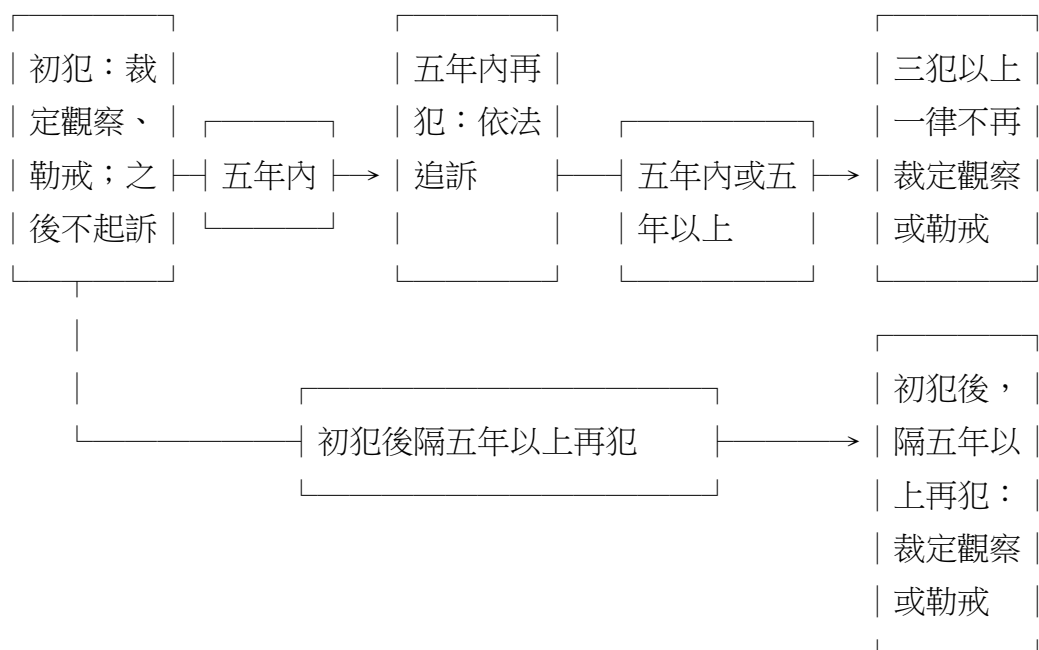 初犯：裁
定觀察、
勒戒；之
後不起訴
五年內
五年內再
犯：依法
追訴
五年內或五
年以上
三犯以上
一律不再
裁定觀察
或勒戒
初犯後隔五年以上再犯
初犯後，
隔五年以
上再犯：
裁定觀察
或勒戒